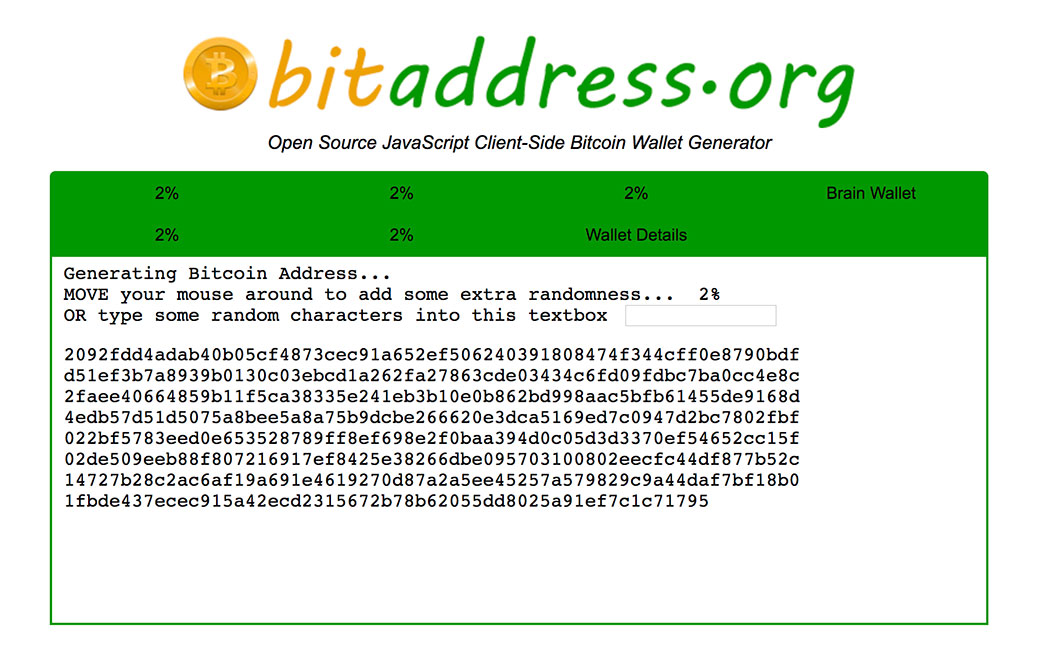 bitaddress.org
Open Source JavaScript Client-Side Bitcoin Wallet Generator
2% 2% 2% Brain Wallet
2% 2% Wallet Details
Generating Bitcoin Address...
MOVE your mouse around to add some extra randomness... 2%
OR type some random characters into this textbox
2092fdd4adab40b05cf4873cec91a652ef506240391808474f344cff0e8790bdf
d51ef3b7a8939b0130c03ebcd1a262fa27863cde03434c6fd09fdbc7ba0cc4e8c
2faee40664859b11f5ca38335e241eb3b10e0b862bd998aac5bfb61455de9168d
4edb57d51d5075a8bee5a8a75b9dcbe266620e3dca5169ed7c0947d2bc7802fbf
022bf5783eed0e653528789ff8ef698e2f0baa394d0c05d3d3370ef54652cc15f
02de509eeb88f807216917ef8425e38266dbe095703100802eecfc44df877b52c
14727b28c2ac6af19a691e4619270d87a2a5ee45257a579829c9a44daf7bf18b0
1fbde437ecec915a42ecd2315672b78b62055dd8025a91ef7c1c71795